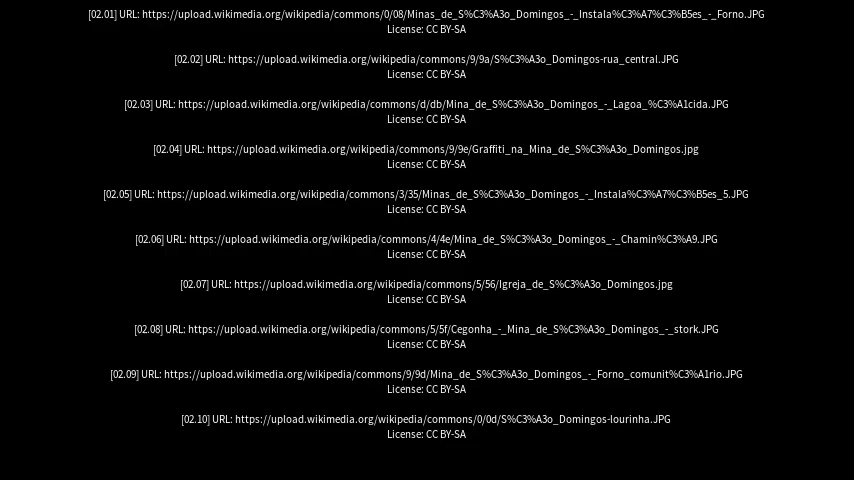 [02.01] URL: https://upload.wikimedia.org/wikipedia/commons/0/08/Minas_de_S%C3%A3o_Domingos_-_Instala%C3%A7%C3%B5es_-_Forno.JPG
License: CC BY-SA
[02.02] URL: https://upload.wikimedia.org/wikipedia/commons/9/9a/S%C3%A3o_Domingos-rua_central.JPG
License: CC BY-SA
[02.03] URL: https://upload.wikimedia.org/wikipedia/commons/d/db/Mina_de_S%C3%A3o_Domingos_-_Lagoa_%C3%A1cida.JPG
License: CC BY-SA
[02.04] URL: https://upload.wikimedia.org/wikipedia/commons/9/9e/Graffiti_na_Mina_de_S%C3%A3o_Domingos.jpg
License: CC BY-SA
[02.05] URL: https://upload.wikimedia.org/wikipedia/commons/3/35/Minas_de_S%C3%A3o_Domingos_-_Instala%C3%A7%C3%B5es_5.JPG
License: CC BY-SA
[02.06] URL: https://upload.wikimedia.org/wikipedia/commons/4/4e/Mina_de_S%C3%A3o_Domingos_-_Chamin%C3%A9.JPG
License: CC BY-SA
[02.07] URL: https://upload.wikimedia.org/wikipedia/commons/5/56/Igreja_de_S%C3%A3o_Domingos.jpg
License: CC BY-SA
[02.08] URL: https://upload.wikimedia.org/wikipedia/commons/5/5f/Cegonha_-_Mina_de_S%C3%A3o_Domingos_-_stork.JPG
License: CC BY-SA
[02.09] URL: https://upload.wikimedia.org/wikipedia/commons/9/9d/Mina_de_S%C3%A3o_Domingos_-_Forno_comunit%C3%A1rio.JPG
License: CC BY-SA
[02.10] URL: https://upload.wikimedia.org/wikipedia/commons/0/0d/S%C3%A3o_Domingos-lourinha.JPG
License: CC BY-SA